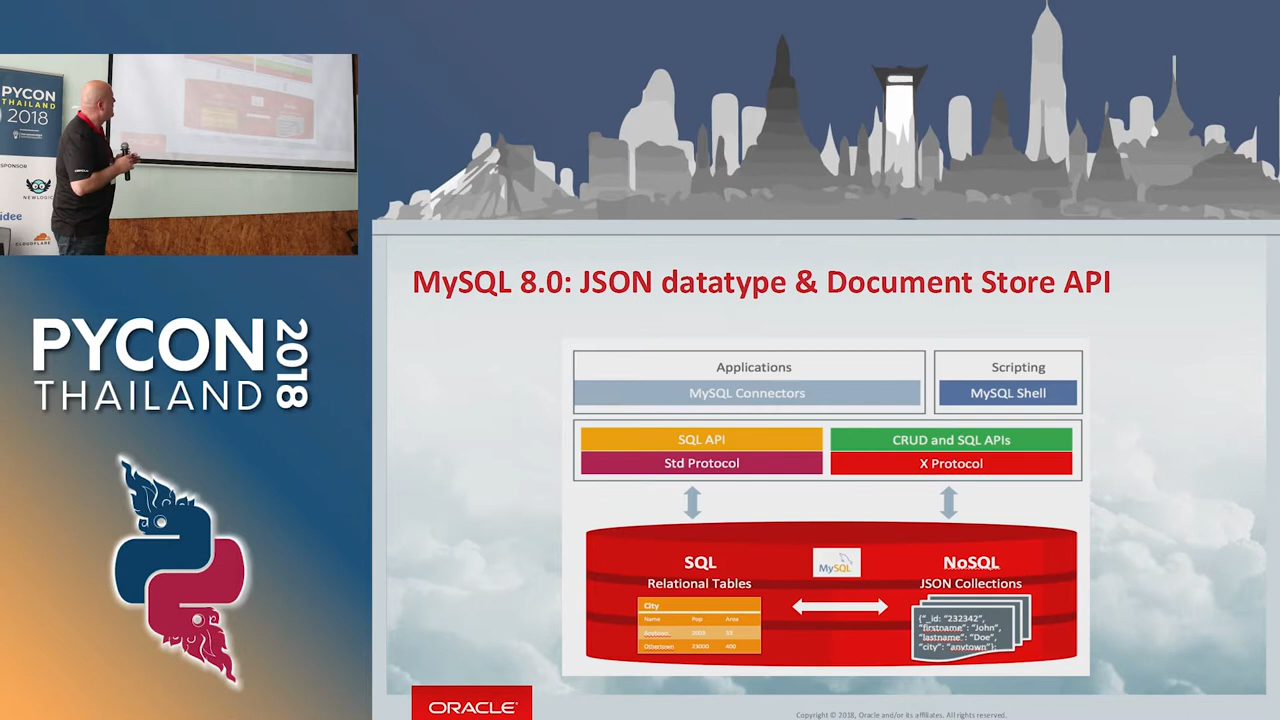 PYCON
THAILAND
2018
SPONSOR
NEWLOGIC
idee
CLOUDFLARE
PYCON 2018
THAILAND
MySQL 8.0: JSON datatype & Document Store API
Applications
MySQL Connectors
Scripting
MySQL Shell
SQL API
Std Protocol
CRUD and SQL APIs
X Protocol
SQL
Relational Tables
MySQL
NoSQL
JSON Collections
City
Name Pop Area
Anytown 2003 53
Othertown 23000 400
{"_id: "232342",
"firstname": "John",
"lastname": "Doe",
"city": "anytown"};
ORACLE
Copyright © 2018, Oracle and/or its affiliates. All rights reserved.